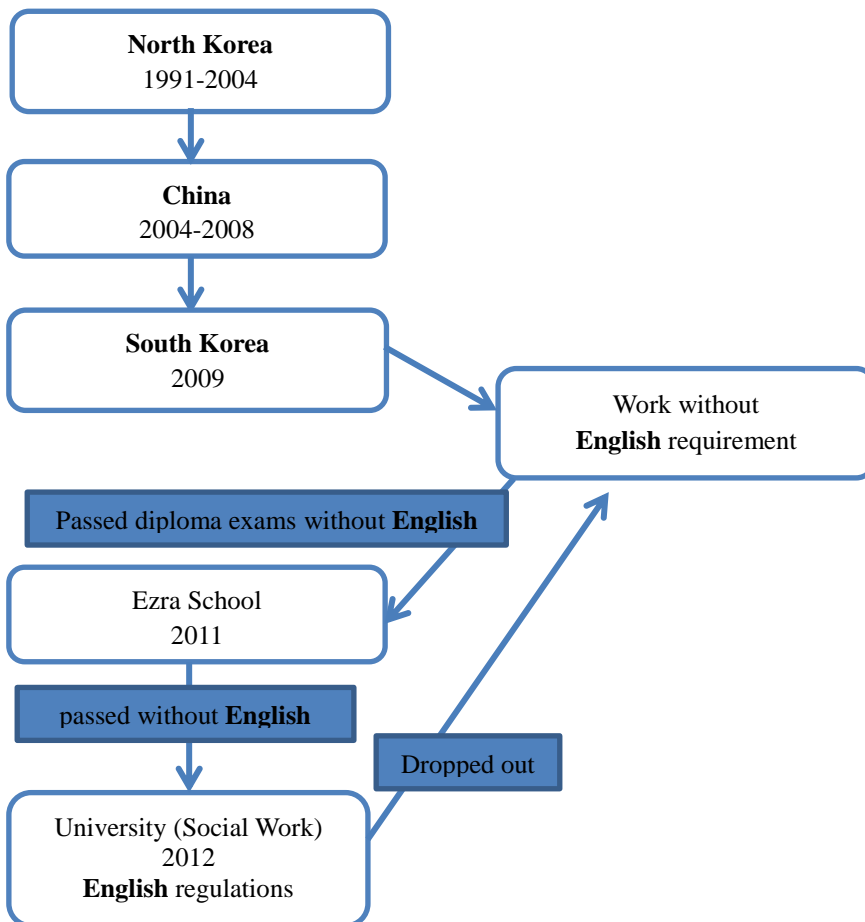 North Korea
1991-2004
China
2004-2008
South Korea
2009
Work without
English requirement
Passed diploma exams without English
Ezra School
2011
passed without English
Dropped out
University (Social Work)
2012
English regulations